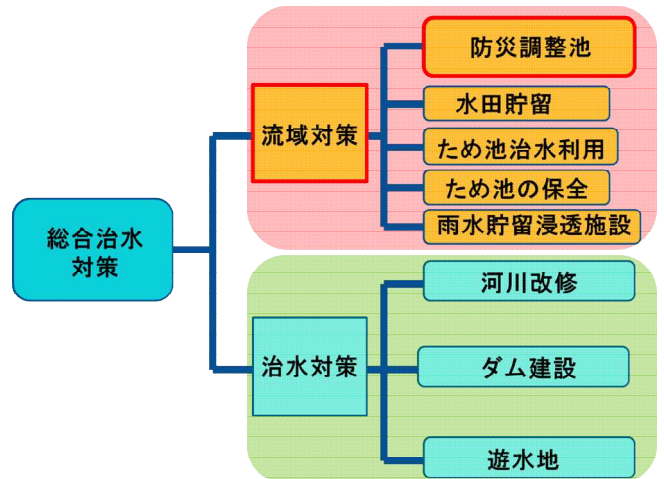 総合治水
対策
流域対策
防災調整池
水田貯留
ため池治水利用
ため池の保全
雨水貯留浸透施設
治水対策
河川改修
ダム建設
遊水地